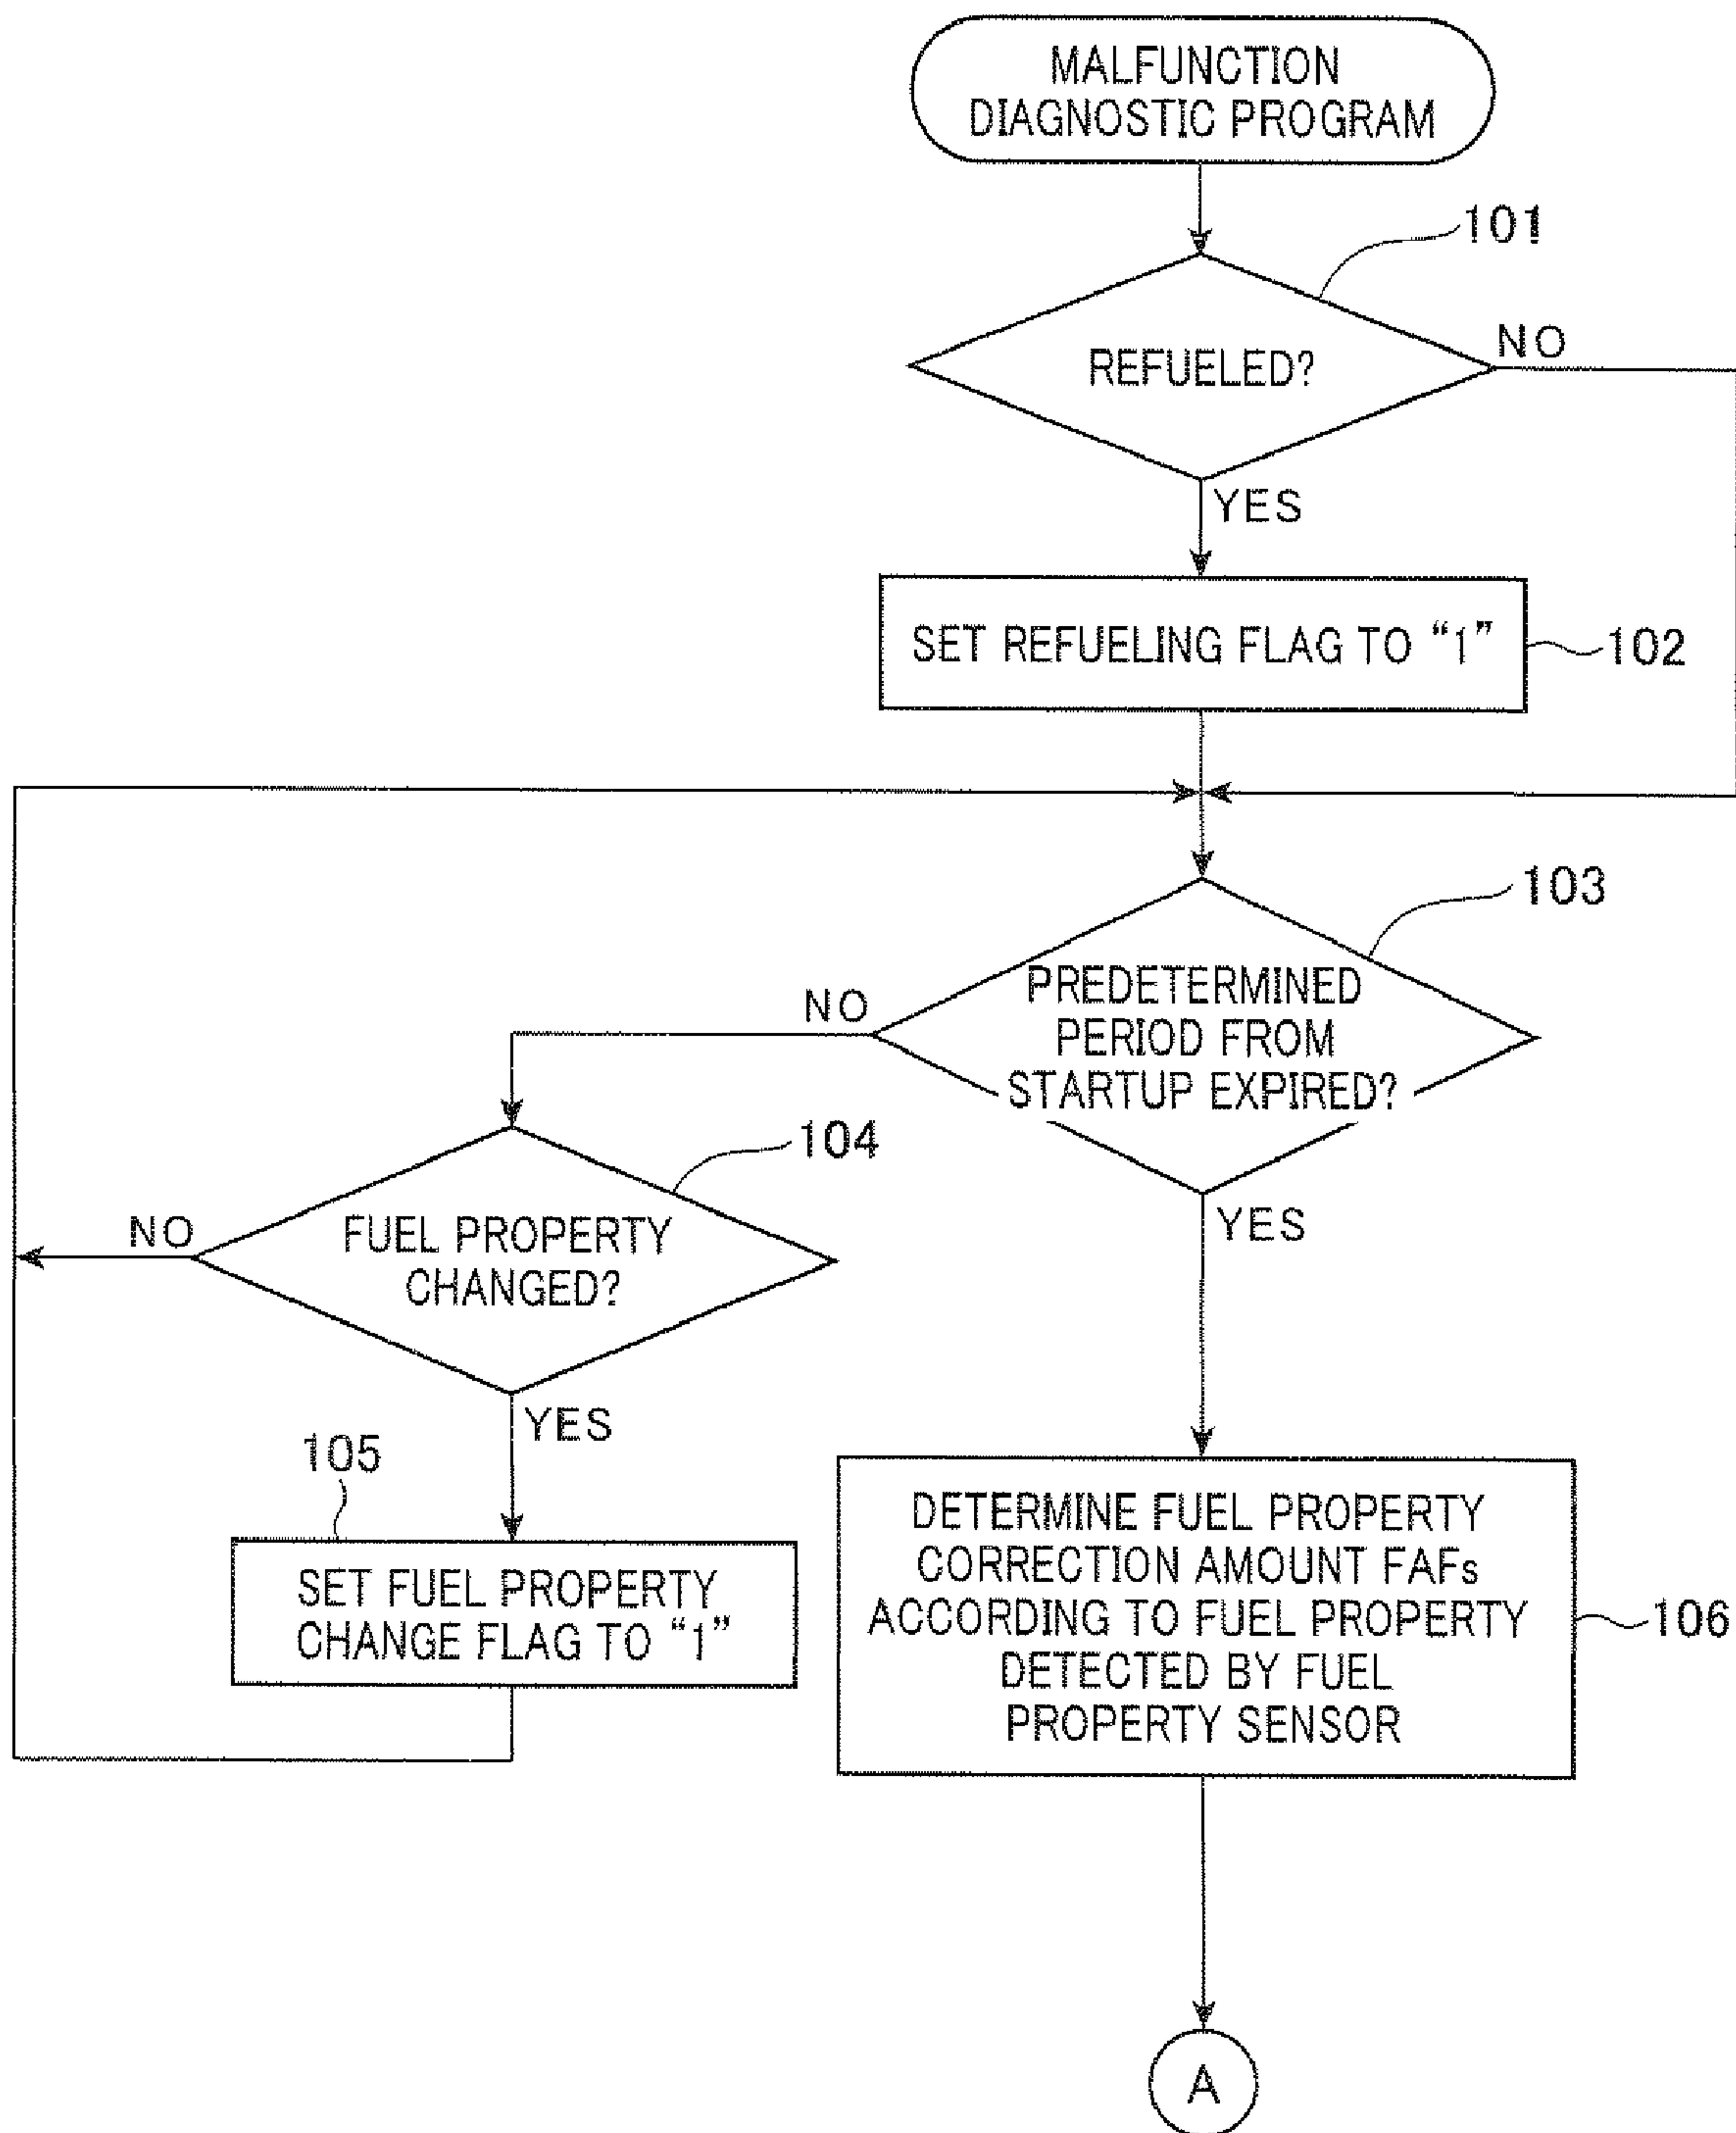 MALFUNCTION
DIAGNOSTIC PROGRAM
101
REFUELED?
NO
YES
SET REFUELING FLAG TO “1”
102
103
PREDETERMINED
PERIOD FROM
STARTUP EXPIRED?
NO
YES
104
FUEL PROPERTY
CHANGED?
NO
YES
105
SET FUEL PROPERTY
CHANGE FLAG TO “1”
DETERMINE FUEL PROPERTY
CORRECTION AMOUNT FAFs
ACCORDING TO FUEL PROPERTY
DETECTED BY FUEL
PROPERTY SENSOR
106
A